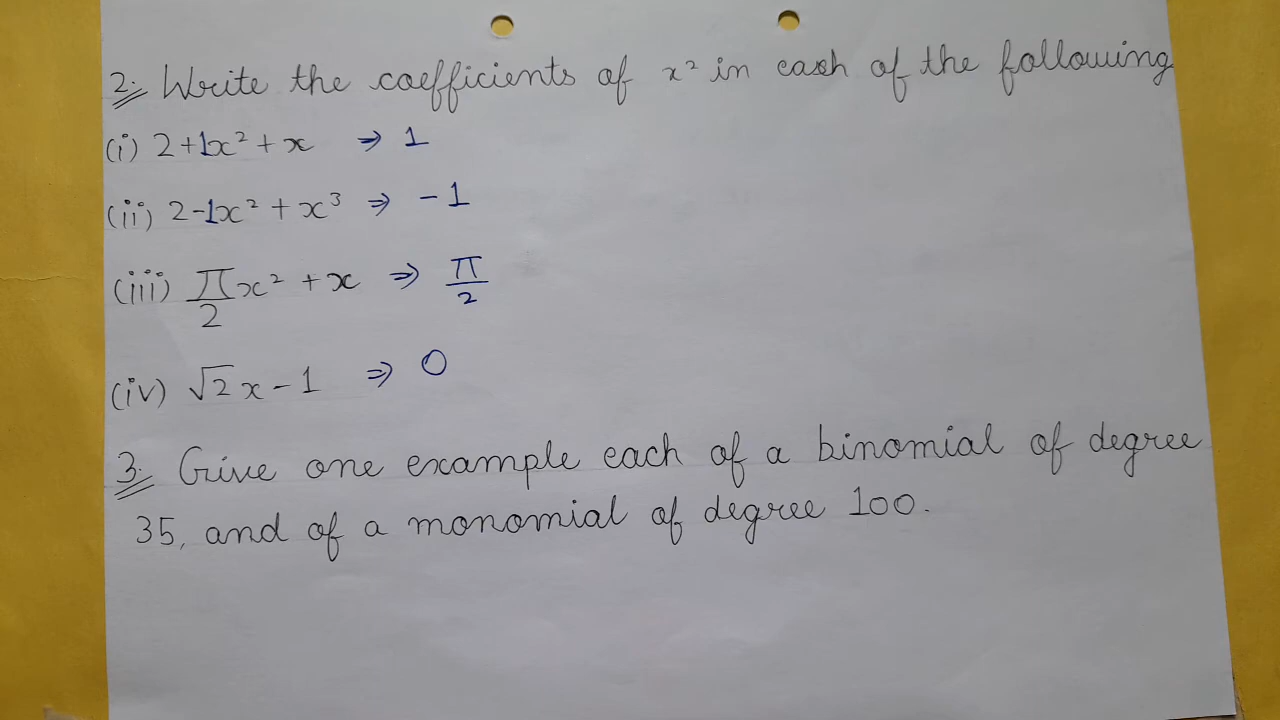 2. Write the coefficients of x² in each of the following
(i) 2+1x²+x ⇒ 1
(ii) 2-1x²+x³ ⇒ -1
(iii) π/2 x²+x ⇒ π/2
(iv) √2x-1 ⇒ 0
3. Give one example each of a binomial of degree
35, and of a monomial of degree 100.